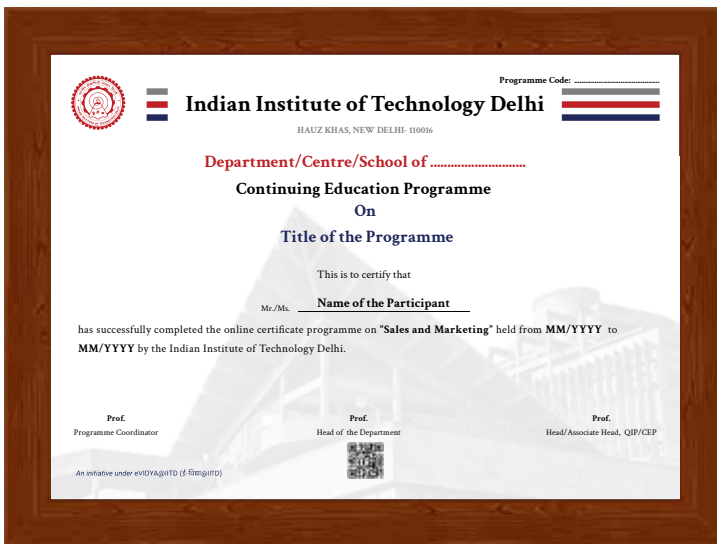 Programme Code: ................................................
Indian Institute of Technology Delhi
HAUZ KHAS, NEW DELHI- 110016
Department/Centre/School of ............................
Continuing Education Programme
On
Title of the Programme
This is to certify that
Mr./Ms. Name of the Participant
has successfully completed the online certificate programme on “Sales and Marketing” held from MM/YYYY to
MM/YYYY by the Indian Institute of Technology Delhi.
Prof. Prof. Prof.
Programme Coordinator Head of the Department Head/Associate Head, QIP/CEP
An initiative under eVIDYA@IITD (ई-विद्या@IITD)